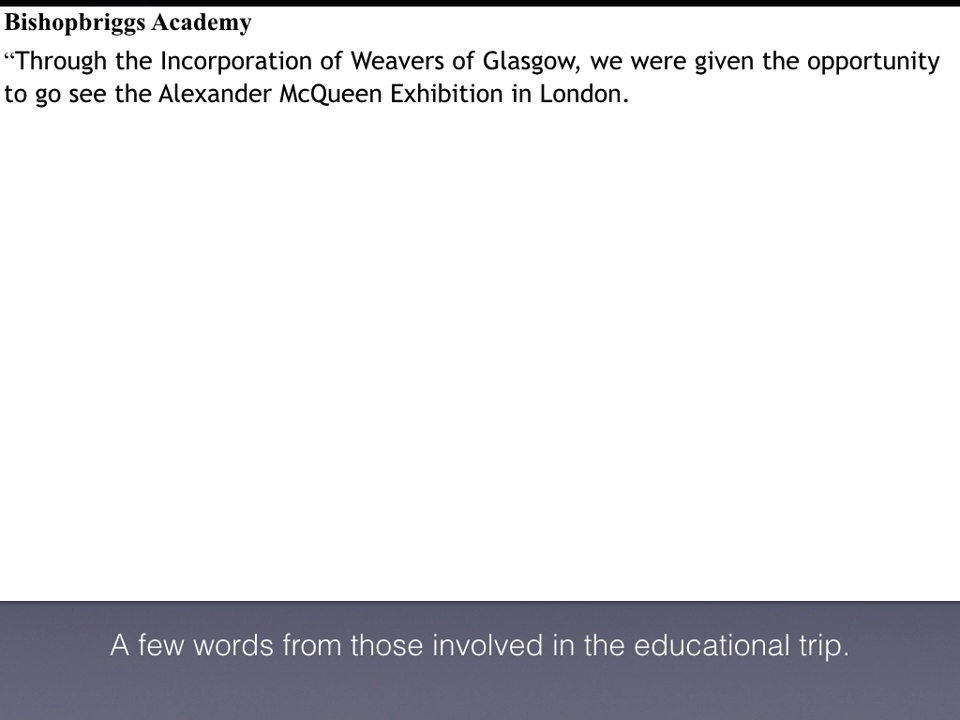 Bishopbriggs Academy
“Through the Incorporation of Weavers of Glasgow, we were given the opportunity
to go see the Alexander McQueen Exhibition in London.
A few words from those involved in the educational trip.